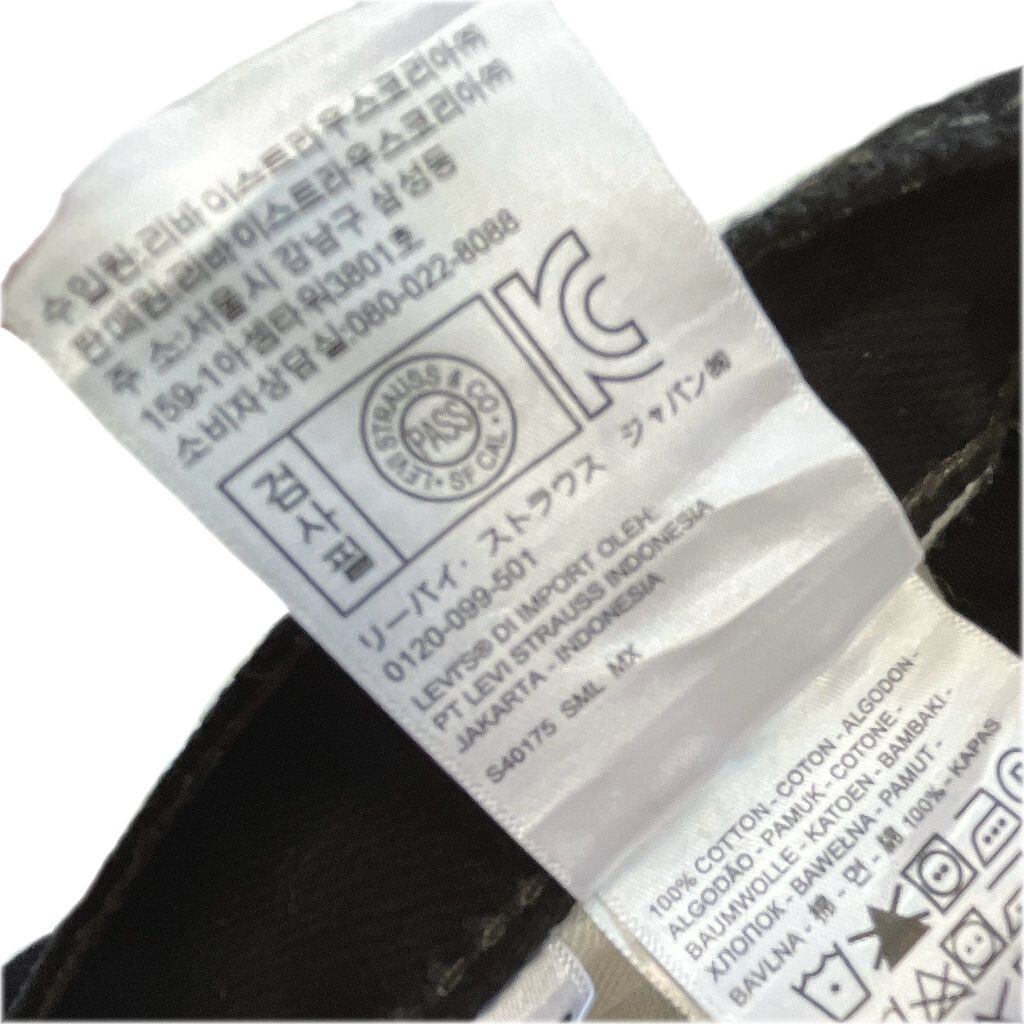 수입원:리바이스트라우스코리아㈜
판매원:리바이스트라우스코리아㈜
주 소:서울시 강남구 삼성동
159-1아셈타워3801호
소비자상담실:080-022-8088
검사필
LEVI STRAUSS & CO.
SF CAL
PASS
KC
リーバイ・ストラウス ジャパン㈱
0120-099-501
LEVI'S® DI IMPORT OLEH:
PT LEVI STRAUSS INDONESIA
JAKARTA - INDONESIA
S40175 SML MX
100% COTTON - COTON - ALGODON -
ALGODÃO - PAMUK - COTONE -
BAUMWOLLE - KATOEN - BAMBAKI -
ХЛОПОК - BAWEŁNA - PAMUT -
BAVLNA - 棉 - 면 - 綿 100% - KAPAS